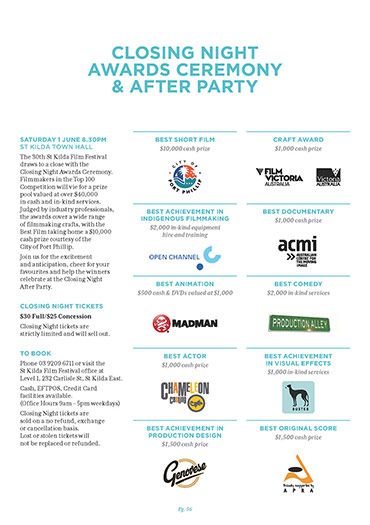 CLOSING NIGHT
AWARDS CEREMONY
& AFTER PARTY
SATURDAY 1 JUNE 6.30PM
ST KILDA TOWN HALL
The 30th St Kilda Film Festival
draws to a close with the
Closing Night Awards Ceremony.
Filmmakers in the Top 100
Competition will vie for a prize
pool valued at over $40,000
in cash and in-kind services.
Judged by industry professionals,
the awards cover a wide range
of filmmaking crafts, with the
Best Film taking home a $10,000
cash prize courtesy of the
City of Port Phillip.
Join us for the excitement
and anticipation, cheer for your
favourites and help the winners
celebrate at the Closing Night
After Party.
CLOSING NIGHT TICKETS
$30 Full/$25 Concession
Closing Night tickets are
strictly limited and will sell out.
TO BOOK
Phone 03 9209 6711 or visit the
St Kilda Film Festival office at
Level 1, 232 Carlisle St, St Kilda East.
Cash, EFTPOS, Credit Card
facilities available.
(Office Hours 9am–5pm weekdays)
Closing Night tickets are
sold on a no refund, exchange
or cancellation basis.
Lost or stolen tickets will
not be replaced or refunded.
BEST SHORT FILM
$10,000 cash prize
CITY OF
PORT PHILLIP
BEST ACHIEVEMENT IN
INDIGENOUS FILMMAKING
$2,000 in-kind equipment
hire and training
OPEN CHANNEL
BEST ANIMATION
$500 cash & DVDs valued at $1,000
MADMAN
BEST ACTOR
$1,000 cash prize
CHAMELEON
BEST ACHIEVEMENT IN
PRODUCTION DESIGN
$1,500 cash prize
Genovese
CRAFT AWARD
$1,000 cash prize
FILM
VICTORIA
AUSTRALIA
Victoria
AUSTRALIA
BEST DOCUMENTARY
$1,000 cash prize
acmi
AUSTRALIAN
CENTRE FOR
THE MOVING
IMAGE
BEST COMEDY
$2,000 in-kind services
PRODUCTION ALLEY
BEST ACHIEVEMENT
IN VISUAL EFFECTS
$1,000 in-kind services
BUSTER
BEST ORIGINAL SCORE
$1,500 cash prize
Proudly supported by
APRA
Pg. 56